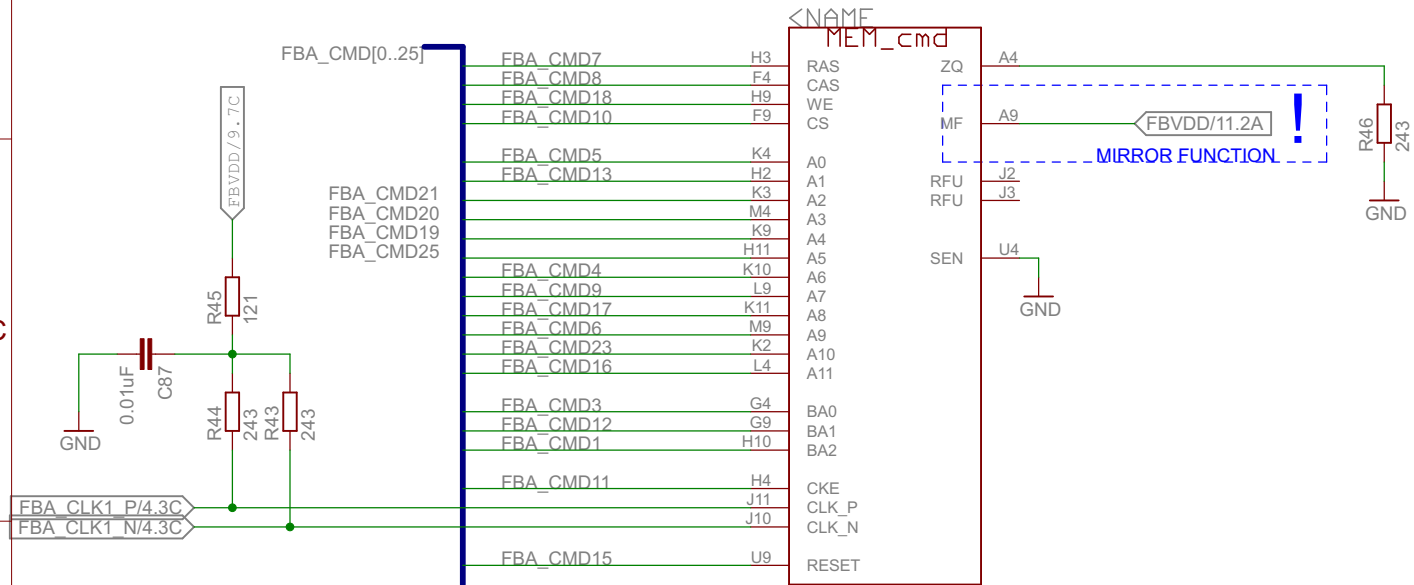 <NAME
MEM_cmd
FBA_CMD[0..25]
FBVDD/9.7C
FBA_CMD7 H3 RAS ZQ A4
FBA_CMD8 F4 CAS
FBA_CMD18 H9 WE
FBA_CMD10 F9 CS MF A9 FBVDD/11.2A !
MIRROR FUNCTION
R46 243
GND
FBA_CMD5 K4 A0
FBA_CMD13 H2 A1 RFU J2
FBA_CMD21 K3 A2 RFU J3
FBA_CMD20 M4 A3
FBA_CMD19 K9 A4
FBA_CMD25 H11 A5 SEN U4
GND
FBA_CMD4 K10 A6
FBA_CMD9 L9 A7
FBA_CMD17 K11 A8
FBA_CMD6 M9 A9
FBA_CMD23 K2 A10
FBA_CMD16 L4 A11
R45 121
C
0.01uF C87
GND
R44 243
R43 243
FBA_CMD3 G4 BA0
FBA_CMD12 G9 BA1
FBA_CMD1 H10 BA2
FBA_CMD11 H4 CKE
FBA_CLK1_P/4.3C J11 CLK_P
FBA_CLK1_N/4.3C J10 CLK_N
FBA_CMD15 U9 RESET